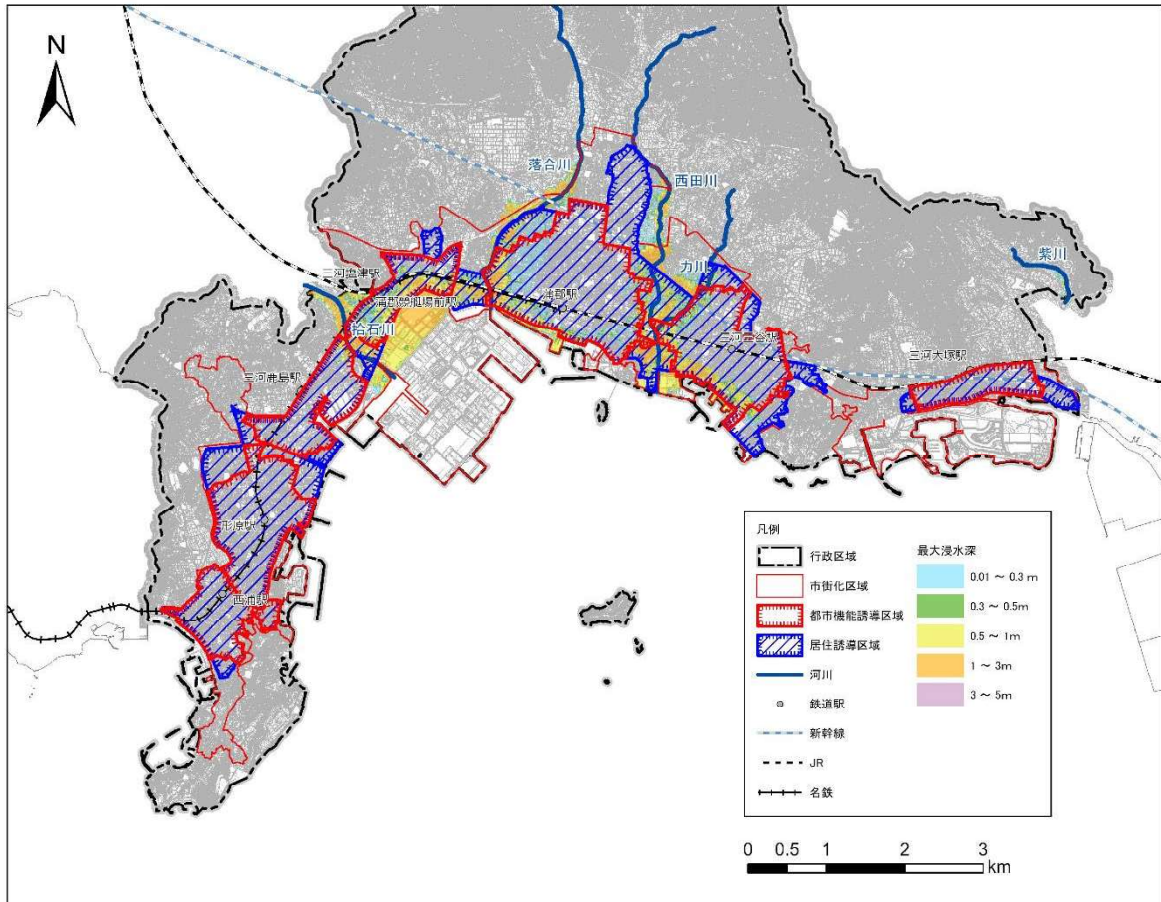 N
落合川
西田川
力川
紫川
三河塩津駅
蒲郡競艇場前駅
蒲郡駅
拾石川
三河三谷駅
三河大塚駅
三河鹿島駅
形原駅
西浦駅
凡例
行政区域
市街化区域
都市機能誘導区域
居住誘導区域
河川
鉄道駅
新幹線
JR
名鉄
最大浸水深
0.01 ～ 0.3 m
0.3 ～ 0.5m
0.5 ～ 1m
1 ～ 3m
3 ～ 5m
0 0.5 1 2 3
km